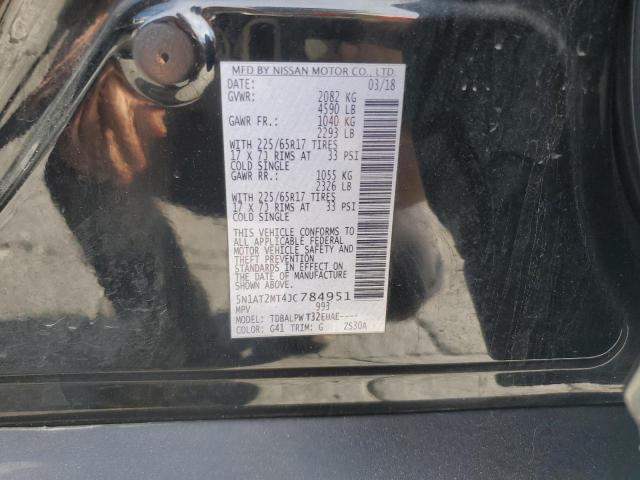 MFD BY NISSAN MOTOR CO., LTD.
DATE: 03/18
GVWR: 2082 KG
4590 LB
GAWR FR.: 1040 KG
2293 LB
WITH 225/65R17 TIRES
17 X 7J RIMS AT 33 PSI
COLD SINGLE
GAWR RR.: 1055 KG
2326 LB
WITH 225/65R17 TIRES
17 X 7J RIMS AT 33 PSI
COLD SINGLE
THIS VEHICLE CONFORMS TO
ALL APPLICABLE FEDERAL
MOTOR VEHICLE SAFETY AND
THEFT PREVENTION
STANDARDS IN EFFECT ON
THE DATE OF MANUFACTURE
SHOWN ABOVE.
5N1AT2MT4JC784951
MPV 993
MODEL: TDBALPW T32EUAE----
COLOR: G41 TRIM: G ZS30A